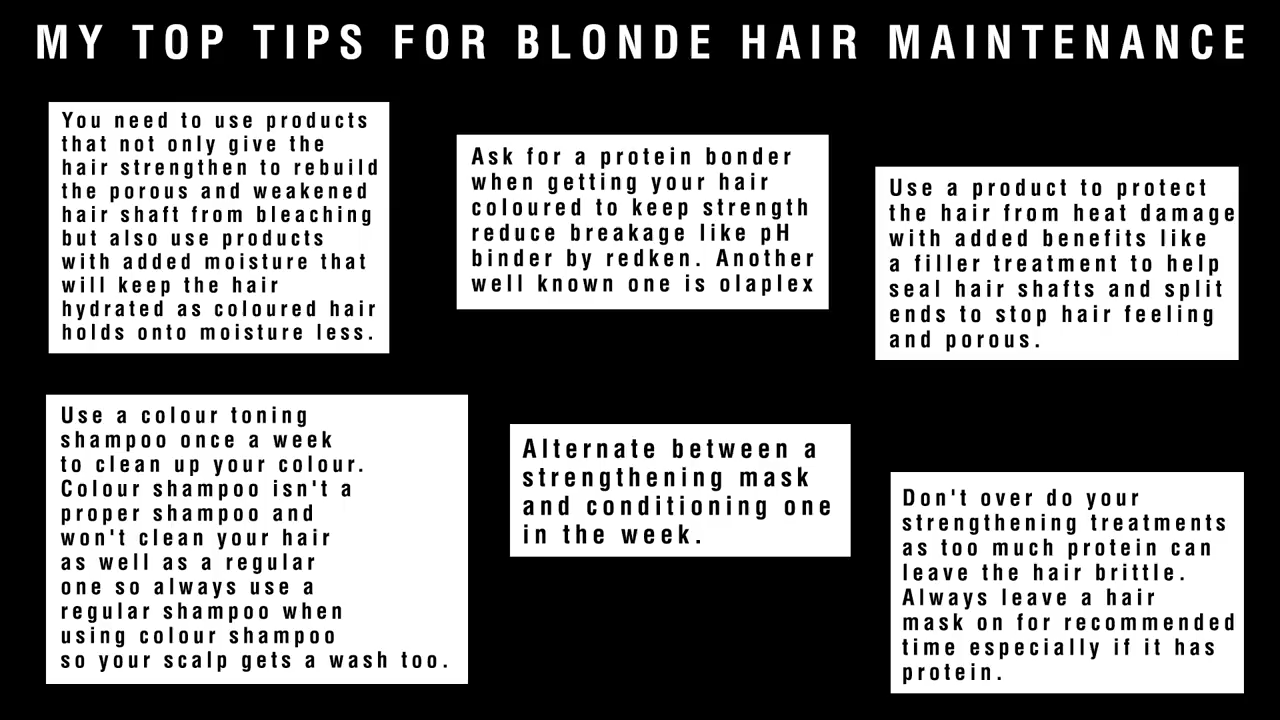 MY TOP TIPS FOR BLONDE HAIR MAINTENANCE
You need to use products
that not only give the
hair strengthen to rebuild
the porous and weakened
hair shaft from bleaching
but also use products
with added moisture that
will keep the hair
hydrated as coloured hair
holds onto moisture less.
Ask for a protein bonder
when getting your hair
coloured to keep strength
reduce breakage like pH
binder by redken. Another
well known one is olaplex
Use a product to protect
the hair from heat damage
with added benefits like
a filler treatment to help
seal hair shafts and split
ends to stop hair feeling
and porous.
Use a colour toning
shampoo once a week
to clean up your colour.
Colour shampoo isn't a
proper shampoo and
won't clean your hair
as well as a regular
one so always use a
regular shampoo when
using colour shampoo
so your scalp gets a wash too.
Alternate between a
strengthening mask
and conditioning one
in the week.
Don't over do your
strengthening treatments
as too much protein can
leave the hair brittle.
Always leave a hair
mask on for recommended
time especially if it has
protein.